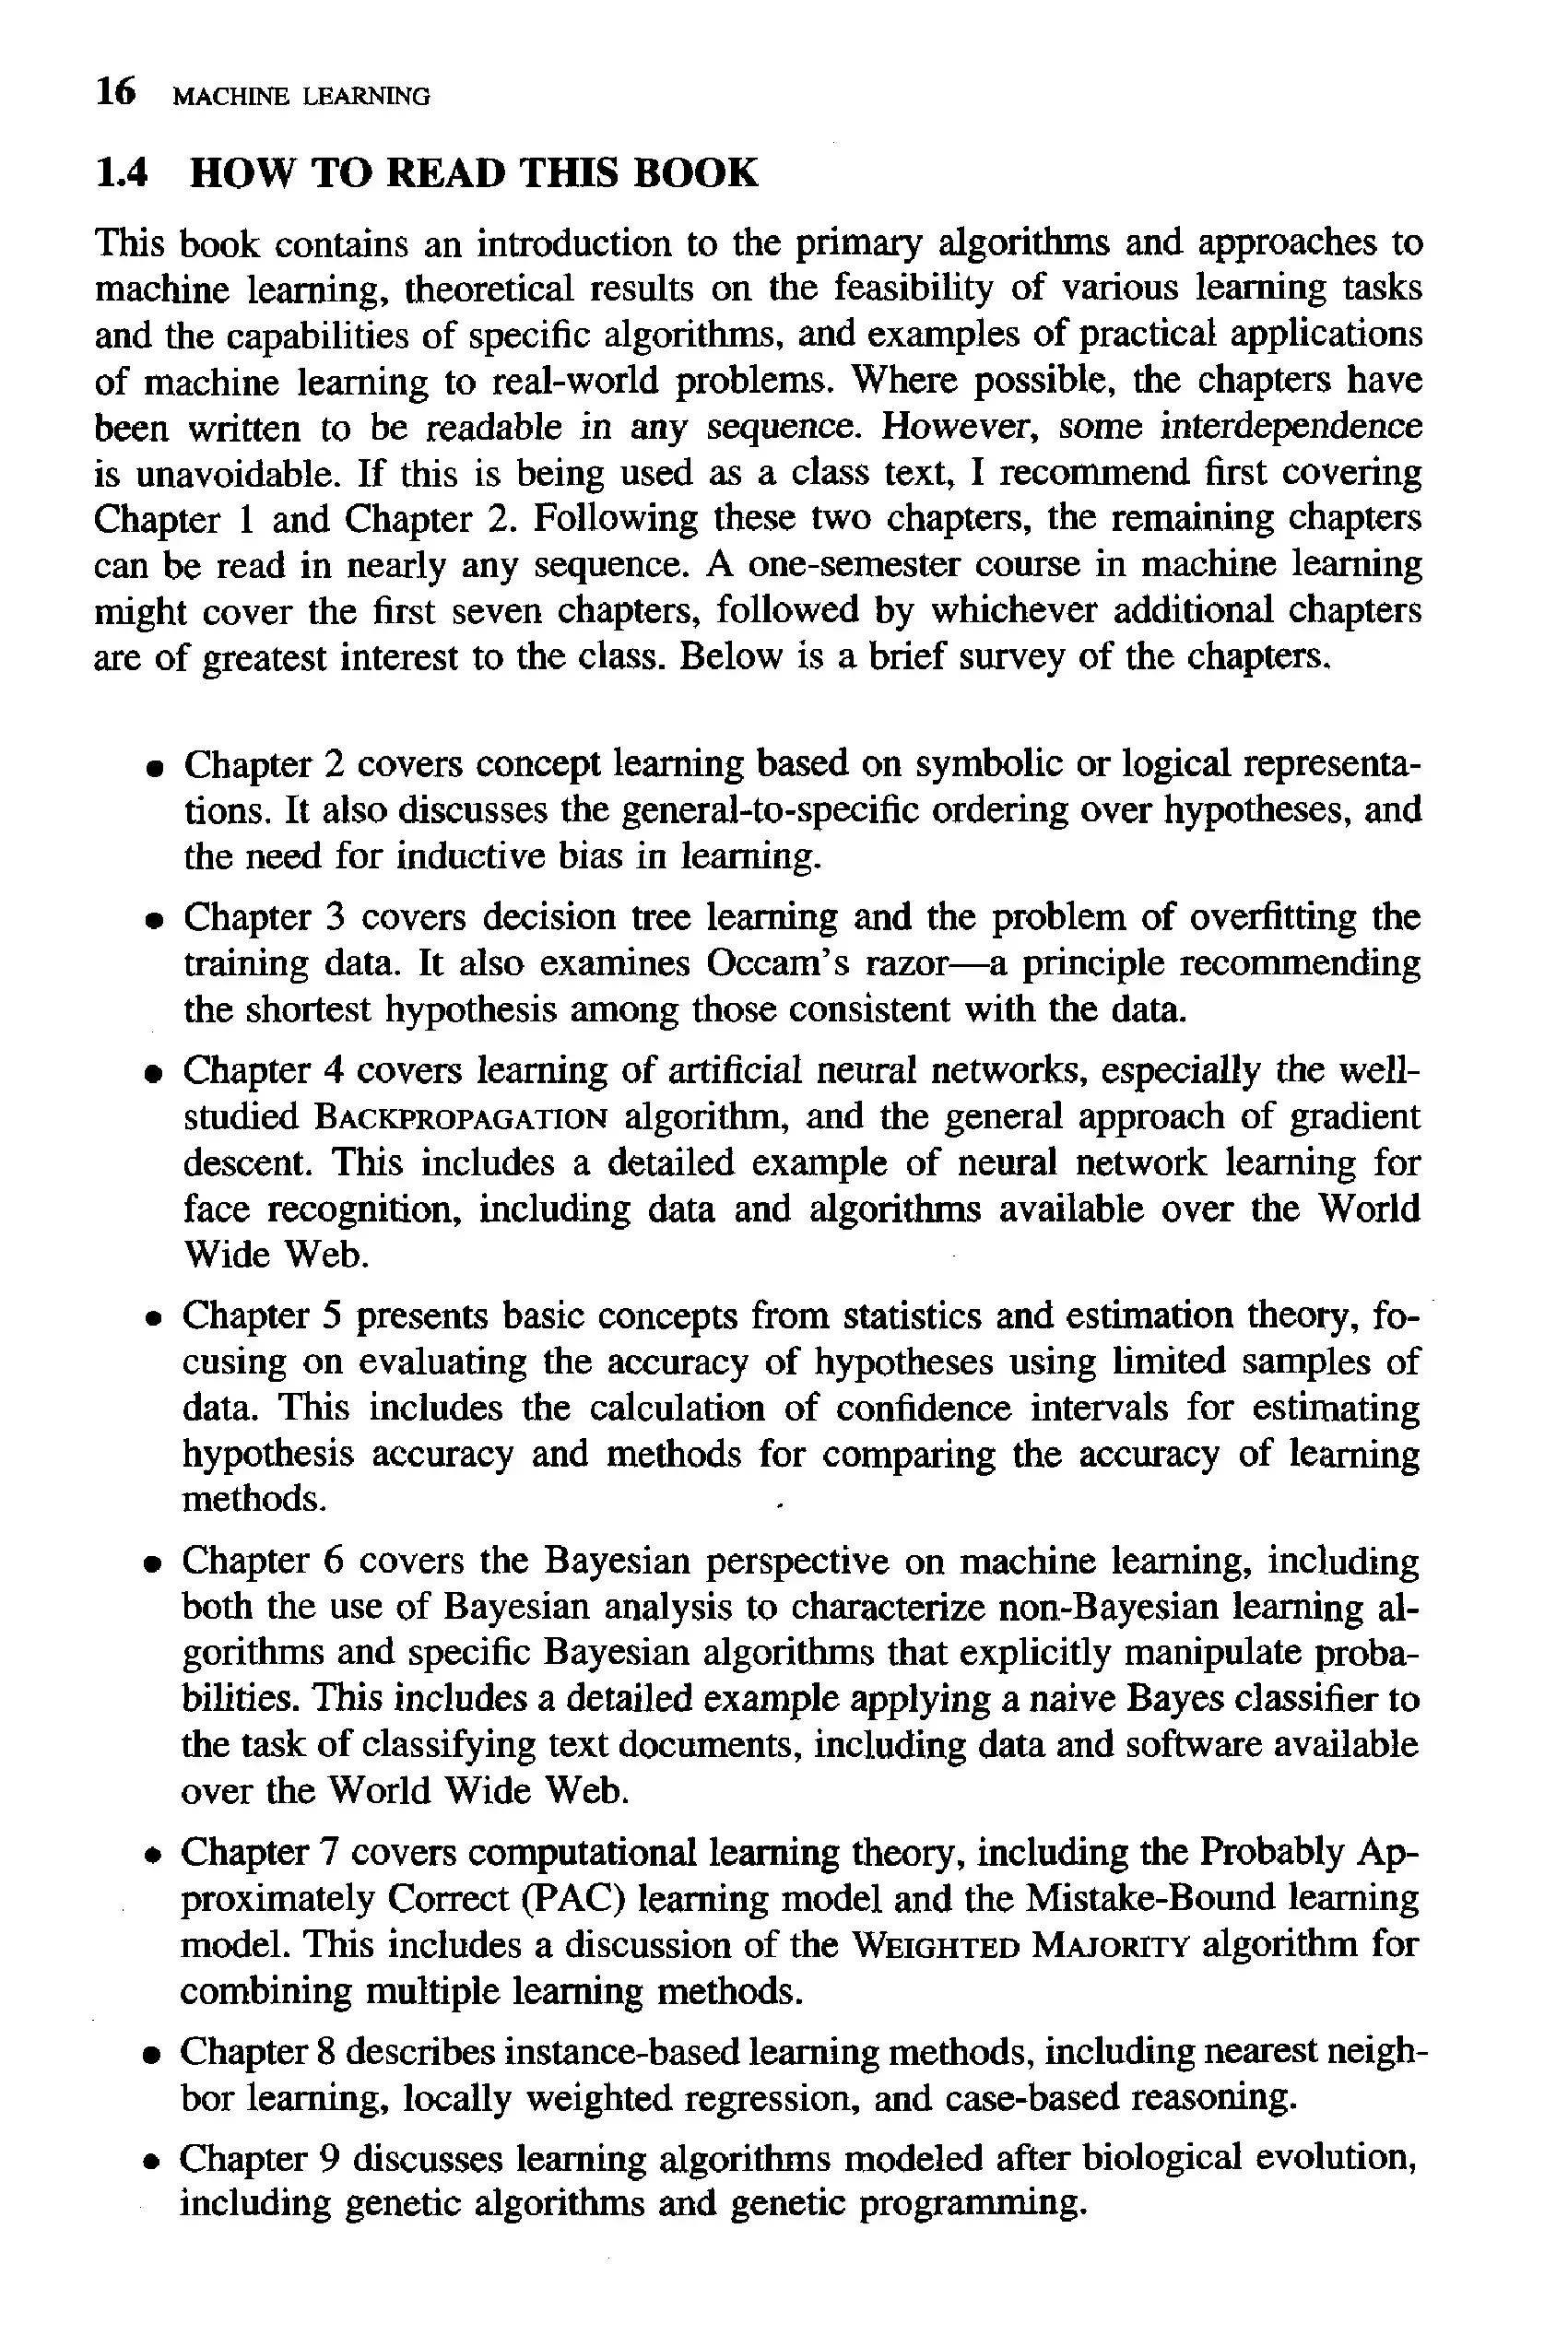 16 MACHINE LEARNING
1.4 HOW TO READ THIS BOOK
This book contains an introduction to the primary algorithms and approaches to
machine learning, theoretical results on the feasibility of various learning tasks
and the capabilities of specific algorithms, and examples of practical applications
of machine learning to real-world problems. Where possible, the chapters have
been written to be readable in any sequence. However, some interdependence
is unavoidable. If this is being used as a class text, I recommend first covering
Chapter 1 and Chapter 2. Following these two chapters, the remaining chapters
can be read in nearly any sequence. A one-semester course in machine learning
might cover the first seven chapters, followed by whichever additional chapters
are of greatest interest to the class. Below is a brief survey of the chapters.
• Chapter 2 covers concept learning based on symbolic or logical representa-
tions. It also discusses the general-to-specific ordering over hypotheses, and
the need for inductive bias in learning.
• Chapter 3 covers decision tree learning and the problem of overfitting the
training data. It also examines Occam's razor—a principle recommending
the shortest hypothesis among those consistent with the data.
• Chapter 4 covers learning of artificial neural networks, especially the well-
studied BACKPROPAGATION algorithm, and the general approach of gradient
descent. This includes a detailed example of neural network learning for
face recognition, including data and algorithms available over the World
Wide Web.
• Chapter 5 presents basic concepts from statistics and estimation theory, fo-
cusing on evaluating the accuracy of hypotheses using limited samples of
data. This includes the calculation of confidence intervals for estimating
hypothesis accuracy and methods for comparing the accuracy of learning
methods.
• Chapter 6 covers the Bayesian perspective on machine learning, including
both the use of Bayesian analysis to characterize non-Bayesian learning al-
gorithms and specific Bayesian algorithms that explicitly manipulate proba-
bilities. This includes a detailed example applying a naive Bayes classifier to
the task of classifying text documents, including data and software available
over the World Wide Web.
• Chapter 7 covers computational learning theory, including the Probably Ap-
proximately Correct (PAC) learning model and the Mistake-Bound learning
model. This includes a discussion of the WEIGHTED MAJORITY algorithm for
combining multiple learning methods.
• Chapter 8 describes instance-based learning methods, including nearest neigh-
bor learning, locally weighted regression, and case-based reasoning.
• Chapter 9 discusses learning algorithms modeled after biological evolution,
including genetic algorithms and genetic programming.